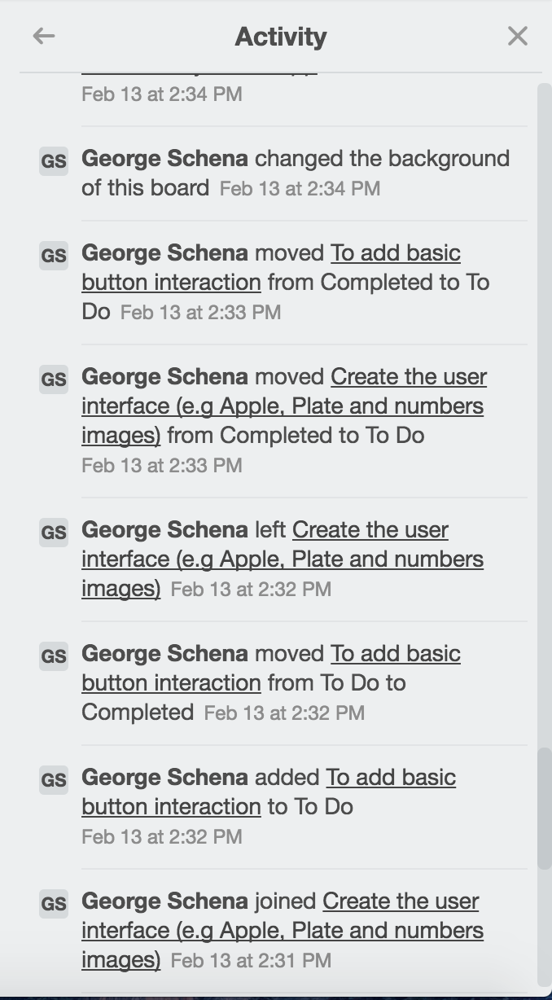 Activity
Feb 13 at 2:34 PM
GS George Schena changed the background
of this board Feb 13 at 2:34 PM
GS George Schena moved To add basic
button interaction from Completed to To
Do Feb 13 at 2:33 PM
GS George Schena moved Create the user
interface (e.g Apple, Plate and numbers
images) from Completed to To Do
Feb 13 at 2:33 PM
GS George Schena left Create the user
interface (e.g Apple, Plate and numbers
images) Feb 13 at 2:32 PM
GS George Schena moved To add basic
button interaction from To Do to
Completed Feb 13 at 2:32 PM
GS George Schena added To add basic
button interaction to To Do
Feb 13 at 2:32 PM
GS George Schena joined Create the user
interface (e.g Apple, Plate and numbers
images) Feb 13 at 2:31 PM